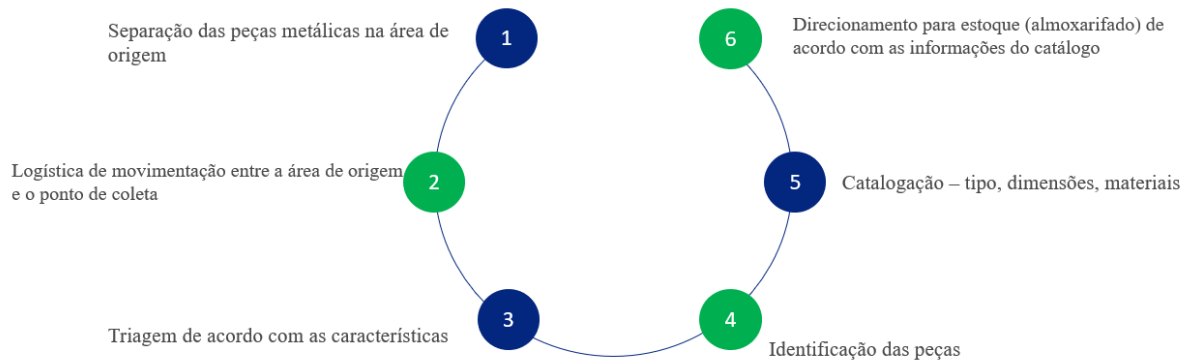 1
Separação das peças metálicas na área de
origem
2
Logística de movimentação entre a área de origem
e o ponto de coleta
3
Triagem de acordo com as características
4
Identificação das peças
5
Catalogação – tipo, dimensões, materiais
6
Direcionamento para estoque (almoxarifado) de
acordo com as informações do catálogo